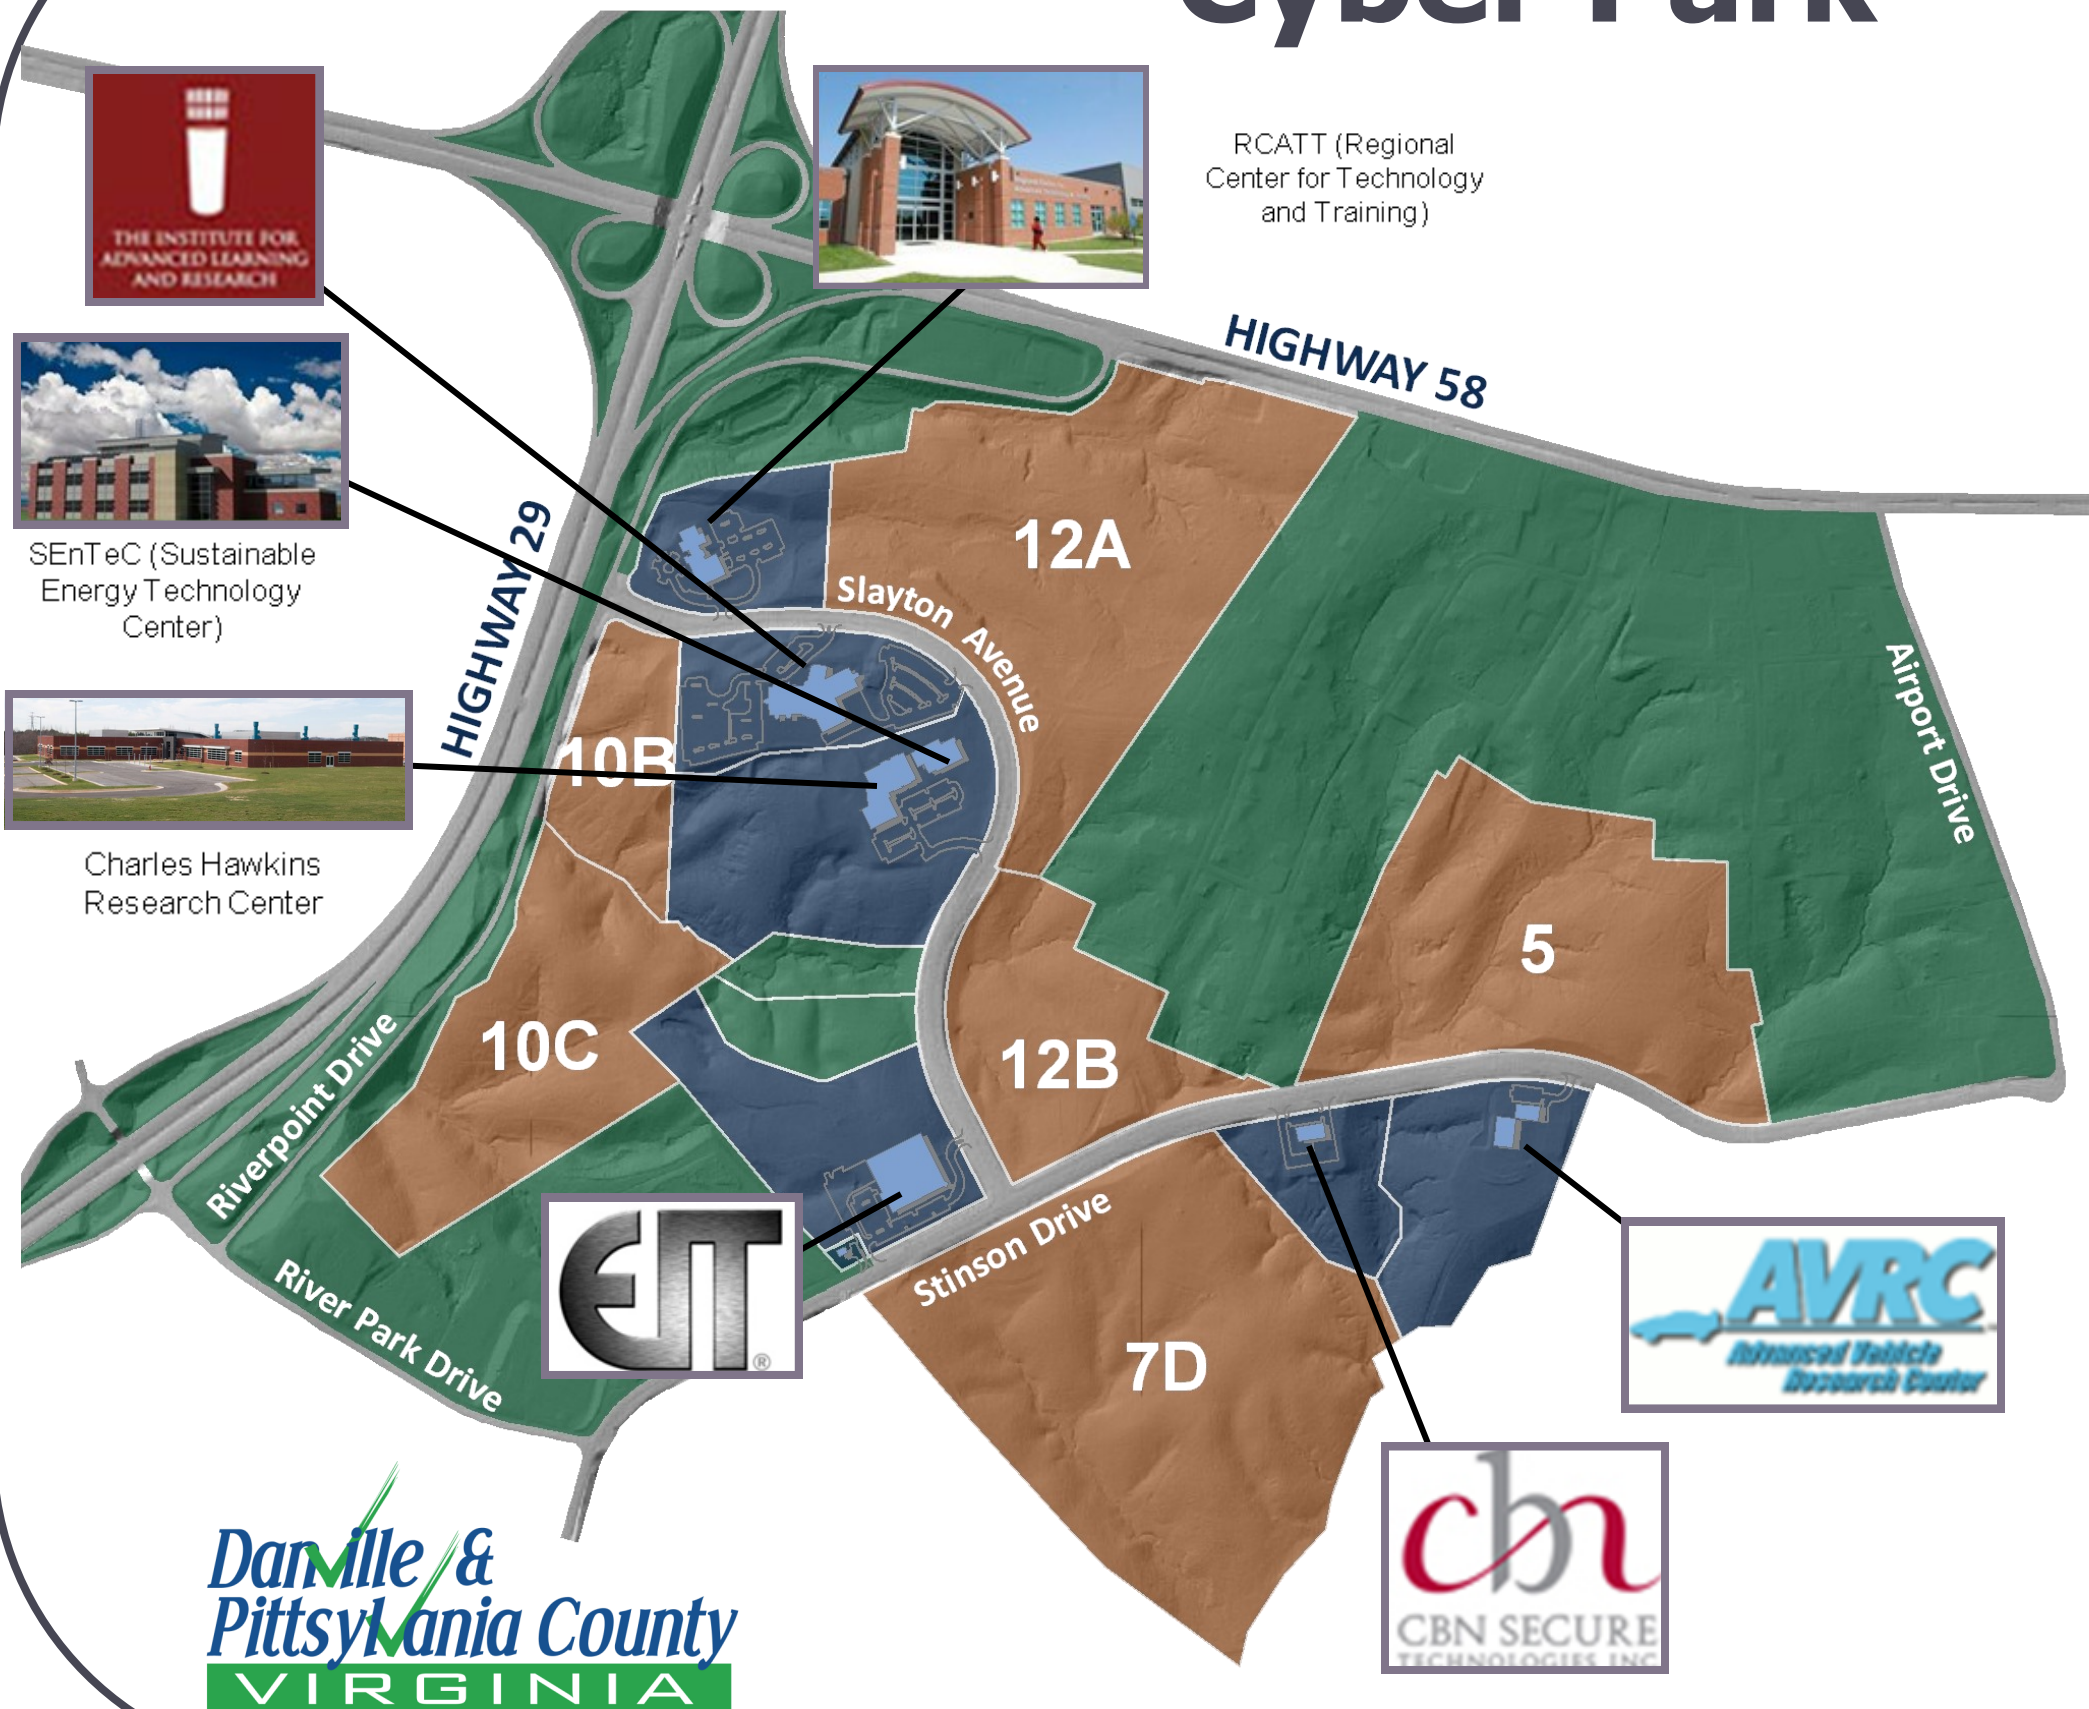 Cyber Park
THE INSTITUTE FOR
ADVANCED LEARNING
AND RESEARCH
RCATT (Regional
Center for Technology
and Training)
HIGHWAY 58
SEnTeC (Sustainable
Energy Technology
Center)
HIGHWAY 29
12A
Slayton Avenue
Airport Drive
10B
Charles Hawkins
Research Center
5
10C
12B
Riverpoint Drive
Stinson Drive
River Park Drive
EIT
®
7D
AVRC
Advanced Vehicle
Research Center
cbn
CBN SECURE
TECHNOLOGIES INC
Danville &
Pittsylvania County
VIRGINIA